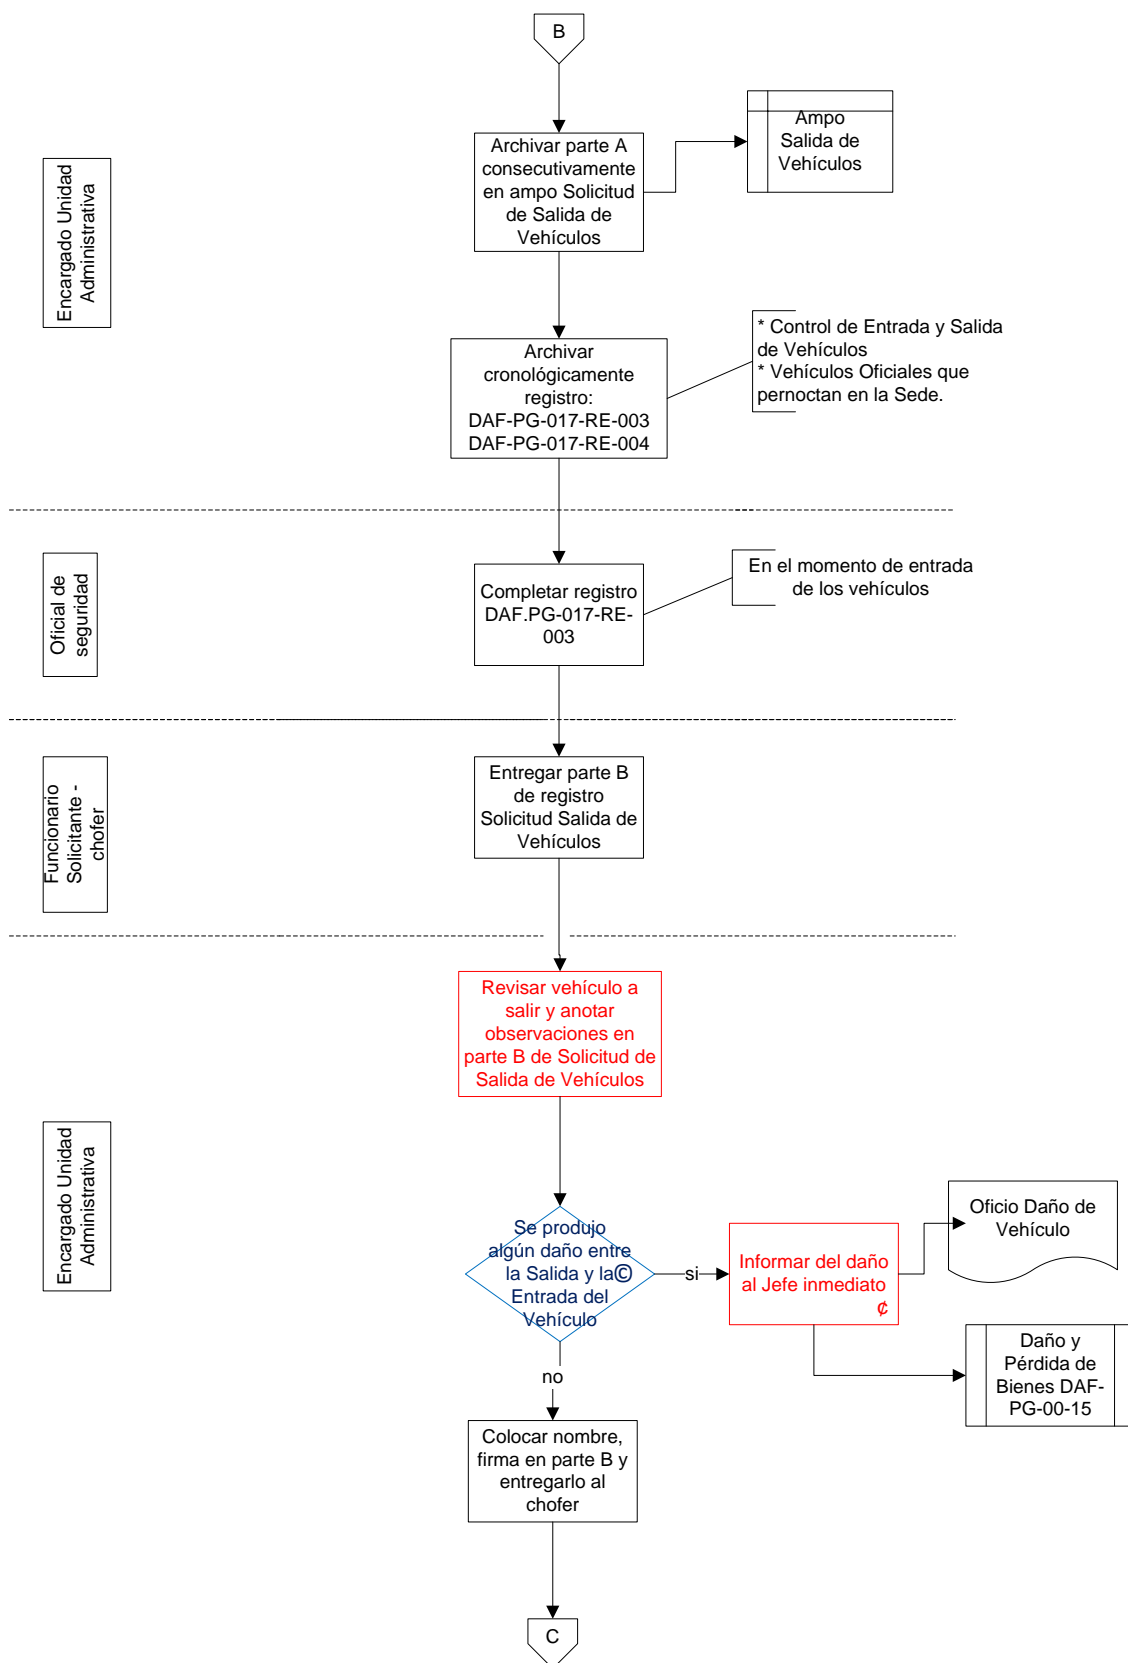 B
Encargado Unidad
Administrativa
Archivar parte A
consecutivamente
en ampo Solicitud
de Salida de
Vehículos
Ampo
Salida de
Vehículos
Archivar
cronológicamente
registro:
DAF-PG-017-RE-003
DAF-PG-017-RE-004
* Control de Entrada y Salida
de Vehículos
* Vehículos Oficiales que
pernoctan en la Sede.
Oficial de
seguridad
Completar registro
DAF.PG-017-RE-
003
En el momento de entrada
de los vehículos
Funcionario
Solicitante -
chofer
Entregar parte B
de registro
Solicitud Salida de
Vehículos
Encargado Unidad
Administrativa
Revisar vehículo a
salir y anotar
observaciones en
parte B de Solicitud de
Salida de Vehículos
Se produjo
algún daño entre
la Salida y la©
Entrada del
Vehículo
si
Informar del daño
al Jefe inmediato
¢
Oficio Daño de
Vehículo
Daño y
Pérdida de
Bienes DAF-
PG-00-15
no
Colocar nombre,
firma en parte B y
entregarlo al
chofer
C